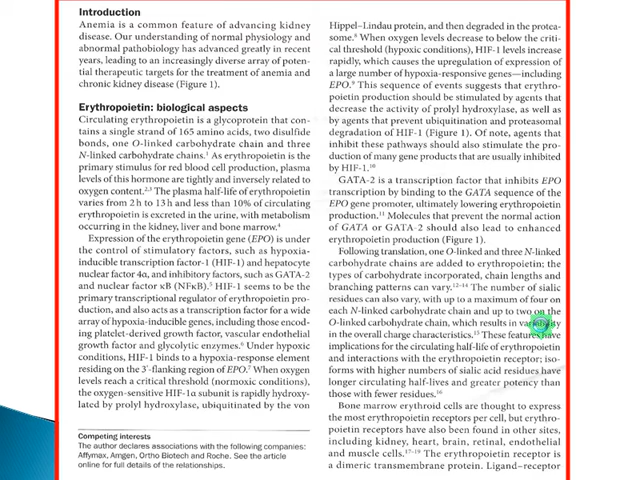 Introduction
Anemia is a common feature of advancing kidney
disease. Our understanding of normal physiology and
abnormal pathobiology has advanced greatly in recent
years, leading to an increasingly diverse array of poten-
tial therapeutic targets for the treatment of anemia and
chronic kidney disease (Figure 1).
Erythropoietin: biological aspects
Circulating erythropoietin is a glycoprotein that con-
tains a single strand of 165 amino acids, two disulfide
bonds, one O-linked carbohydrate chain and three
N-linked carbohydrate chains.1 As erythropoietin is the
primary stimulus for red blood cell production, plasma
levels of this hormone are tightly and inversely related to
oxygen content.2,3 The plasma half-life of erythropoietin
varies from 2 h to 13 h and less than 10% of circulating
erythropoietin is excreted in the urine, with metabolism
occurring in the kidney, liver and bone marrow.4
Expression of the erythropoietin gene (EPO) is under
the control of stimulatory factors, such as hypoxia-
inducible transcription factor-1 (HIF-1) and hepatocyte
nuclear factor 4α, and inhibitory factors, such as GATA-2
and nuclear factor κB (NFκB).5 HIF-1 seems to be the
primary transcriptional regulator of erythropoietin pro-
duction, and also acts as a transcription factor for a wide
array of hypoxia-inducible genes, including those encod-
ing platelet-derived growth factor, vascular endothelial
growth factor and glycolytic enzymes.6 Under hypoxic
conditions, HIF-1 binds to a hypoxia-response element
residing on the 3'-flanking region of EPO.7 When oxygen
levels reach a critical threshold (normoxic conditions),
the oxygen-sensitive HIF-1α subunit is rapidly hydroxy-
lated by prolyl hydroxylase, ubiquitinated by the von
Competing interests
The author declares associations with the following companies:
Affymax, Amgen, Ortho Biotech and Roche. See the article
online for full details of the relationships.
Hippel–Lindau protein, and then degraded in the protea-
some.8 When oxygen levels decrease to below the criti-
cal threshold (hypoxic conditions), HIF-1 levels increase
rapidly, which causes the upregulation of expression of
a large number of hypoxia-responsive genes—including
EPO.9 This sequence of events suggests that erythro-
poietin production should be stimulated by agents that
decrease the activity of prolyl hydroxylase, as well as
by agents that prevent ubiquitination and proteasomal
degradation of HIF-1 (Figure 1). Of note, agents that
inhibit these pathways should also stimulate the pro-
duction of many gene products that are usually inhibited
by HIF-1.10
GATA-2 is a transcription factor that inhibits EPO
transcription by binding to the GATA sequence of the
EPO gene promoter, ultimately lowering erythropoietin
production.11 Molecules that prevent the normal action
of GATA or GATA-2 should also lead to enhanced
erythropoietin production (Figure 1).
Following translation, one O-linked and three N-linked
carbohydrate chains are added to erythropoietin; the
types of carbohydrate incorporated, chain lengths and
branching patterns can vary.12–14 The number of sialic
residues can also vary, with up to a maximum of four on
each N-linked carbohydrate chain and up to two on the
O-linked carbohydrate chain, which results in
in the overall charge characteristics.15 These features have
implications for the circulating half-life of erythropoietin
and interactions with the erythropoietin receptor; iso-
forms with higher numbers of sialic acid residues have
longer circulating half-lives and greater potency than
those with fewer residues.16
Bone marrow erythroid cells are thought to express
the most erythropoietin receptors per cell, but erythro-
poietin receptors have also been found in other sites,
including kidney, heart, brain, retinal, endothelial
and muscle cells.17–19 The erythropoietin receptor is
a dimeric transmembrane protein. Ligand–receptor